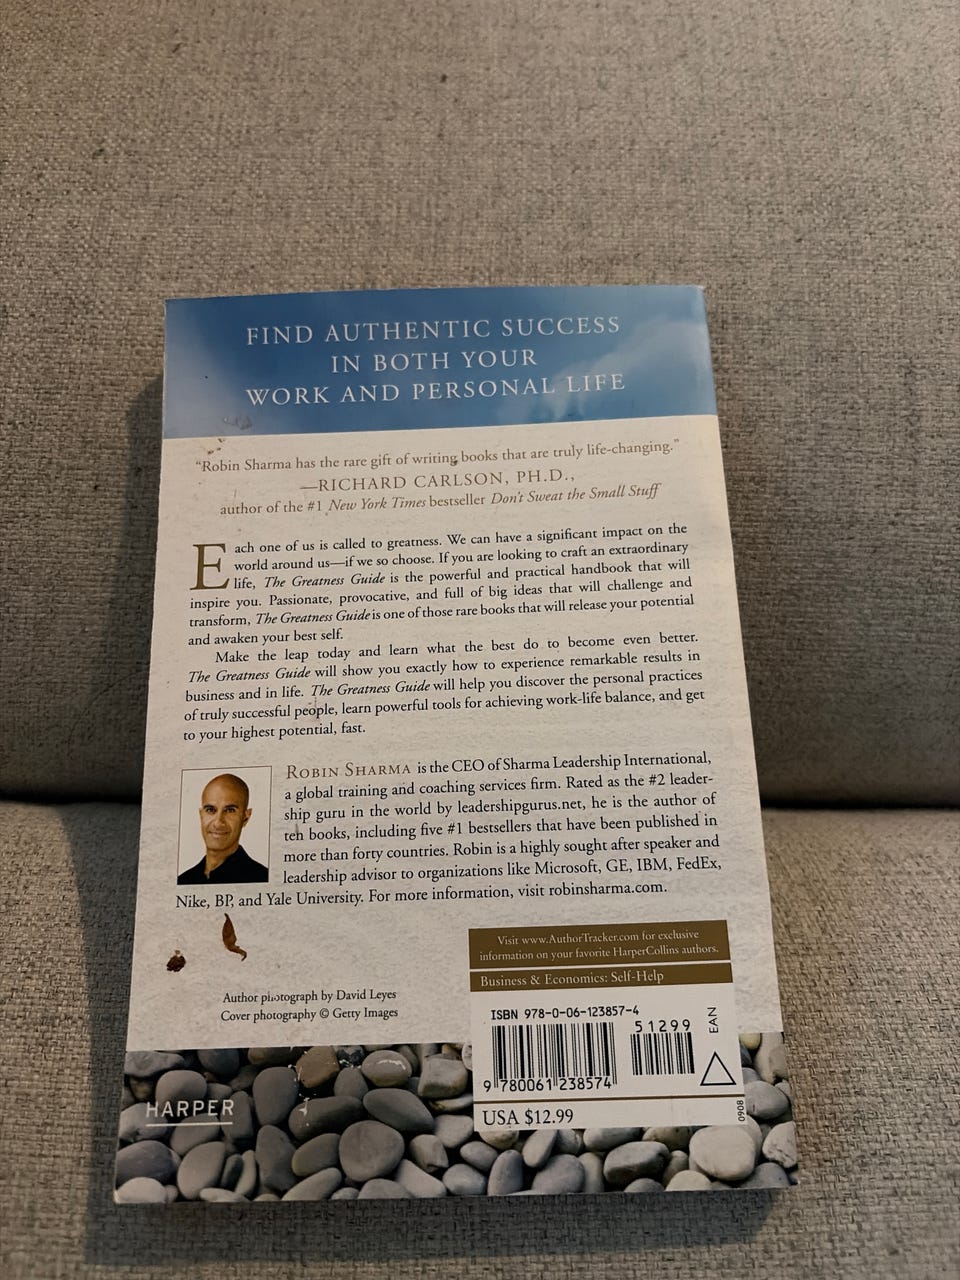 FIND AUTHENTIC SUCCESS
IN BOTH YOUR
WORK AND PERSONAL LIFE
“Robin Sharma has the rare gift of writing books that are truly life-changing.”
—RICHARD CARLSON, PH.D.,
author of the #1 New York Times bestseller Don't Sweat the Small Stuff
Each one of us is called to greatness. We can have a significant impact on the
world around us—if we so choose. If you are looking to craft an extraordinary
life, The Greatness Guide is the powerful and practical handbook that will
inspire you. Passionate, provocative, and full of big ideas that will challenge and
transform, The Greatness Guide is one of those rare books that will release your potential
and awaken your best self.
Make the leap today and learn what the best do to become even better.
The Greatness Guide will show you exactly how to experience remarkable results in
business and in life. The Greatness Guide will help you discover the personal practices
of truly successful people, learn powerful tools for achieving work-life balance, and get
to your highest potential, fast.
ROBIN SHARMA is the CEO of Sharma Leadership International,
a global training and coaching services firm. Rated as the #2 leader-
ship guru in the world by leadershipgurus.net, he is the author of
ten books, including five #1 bestsellers that have been published in
more than forty countries. Robin is a highly sought after speaker and
leadership advisor to organizations like Microsoft, GE, IBM, FedEx,
Nike, BP, and Yale University. For more information, visit robinsharma.com.
Visit www.AuthorTracker.com for exclusive
information on your favorite HarperCollins authors.
Business & Economics: Self-Help
Author photograph by David Leyes
Cover photography © Getty Images
ISBN 978-0-06-123857-4
51299
EAN
9 780061 238574
USA $12.99
0908
HARPER